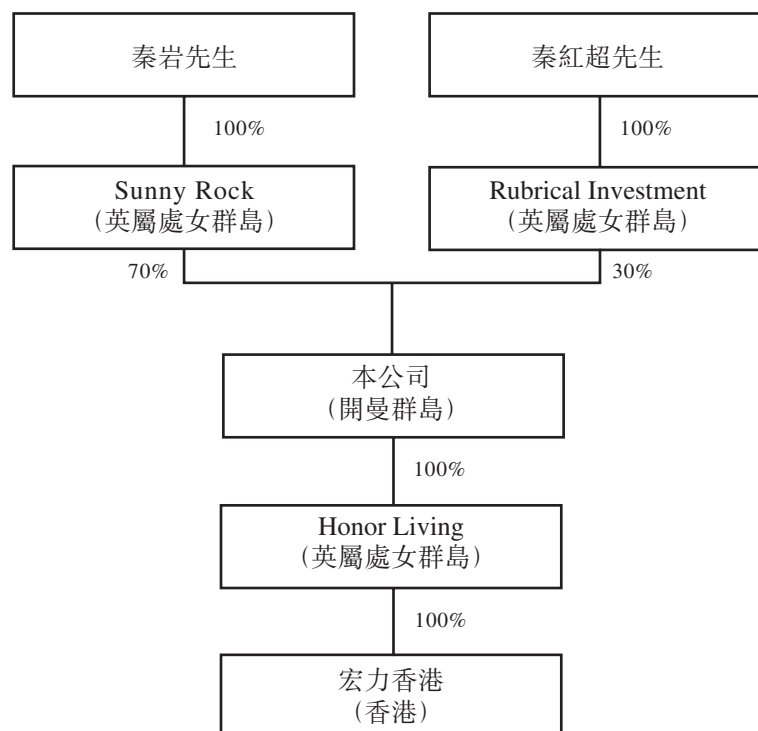 秦岩先生
秦紅超先生
100%
100%
Sunny Rock
(英屬處女群島)
Rubrical Investment
(英屬處女群島)
70%
30%
本公司
(開曼群島)
100%
Honor Living
(英屬處女群島)
100%
宏力香港
(香港)